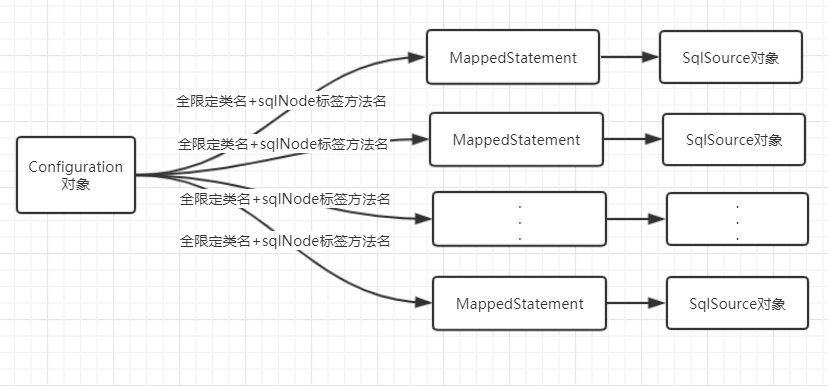 MappedStatement
SqlSource对象
全限定类名+sqlNode标签方法名
MappedStatement
SqlSource对象
全限定类名+sqlNode标签方法名
Configuration
对象
全限定类名+sqlNode标签方法名
.
.
.
.
.
.
全限定类名+sqlNode标签方法名
MappedStatement
SqlSource对象